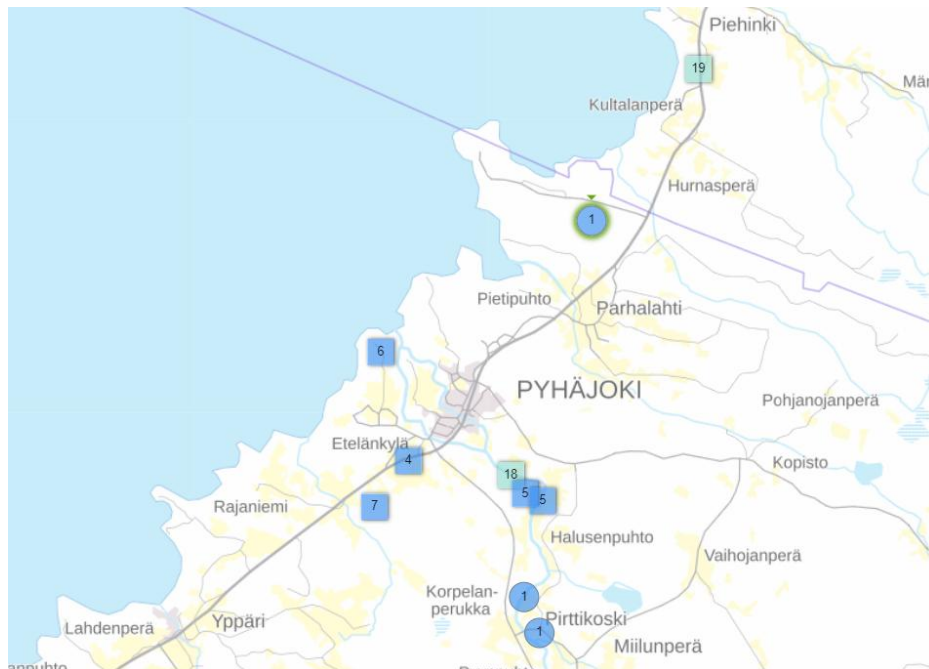 Piehinki
19
Män
Kultalanperä
Hurnasperä
1
Pietipuhto
Parhalahti
6
PYHÄJOKI
Pohjanojanperä
Etelänkylä
4
Kopisto
18
5
5
7
Rajaniemi
Halusenpuhto
Vaihojanperä
Korpelan-
perukka
1
Pirttikoski
Lahdenperä
Yppäri
1
Miilunperä